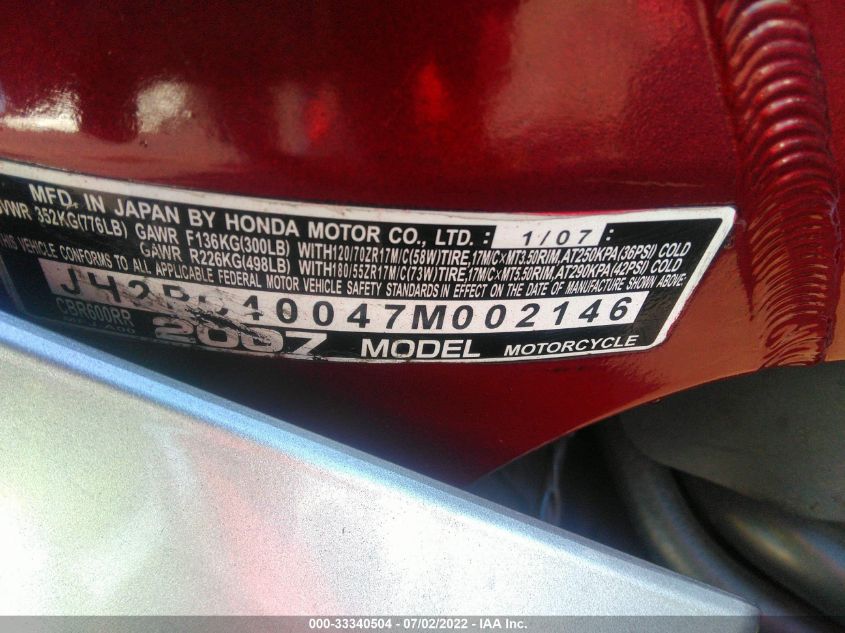 MFD. IN JAPAN BY HONDA MOTOR CO., LTD. : 1/07 :
GVWR 352KG(776LB) GAWR F136KG(300LB) WITH120/70ZR17M/C(58W)TIRE,17M/C×MT3.50RIM,AT250KPA(36PSI) COLD
GAWR R226KG(498LB) WITH180/55ZR17M/C(73W)TIRE,17M/C×MT5.50RIM,AT290KPA(42PSI) COLD
THIS VEHICLE CONFORMS TO ALL APPLICABLE FEDERAL MOTOR VEHICLE SAFETY STANDARDS IN EFFECT ON THE DATE OF MANUFACTURE SHOWN ABOVE.
JH2PC40047M002146
CBR600RR
2007 MODEL MOTORCYCLE
000-33340504 - 07/02/2022 - IAA Inc.